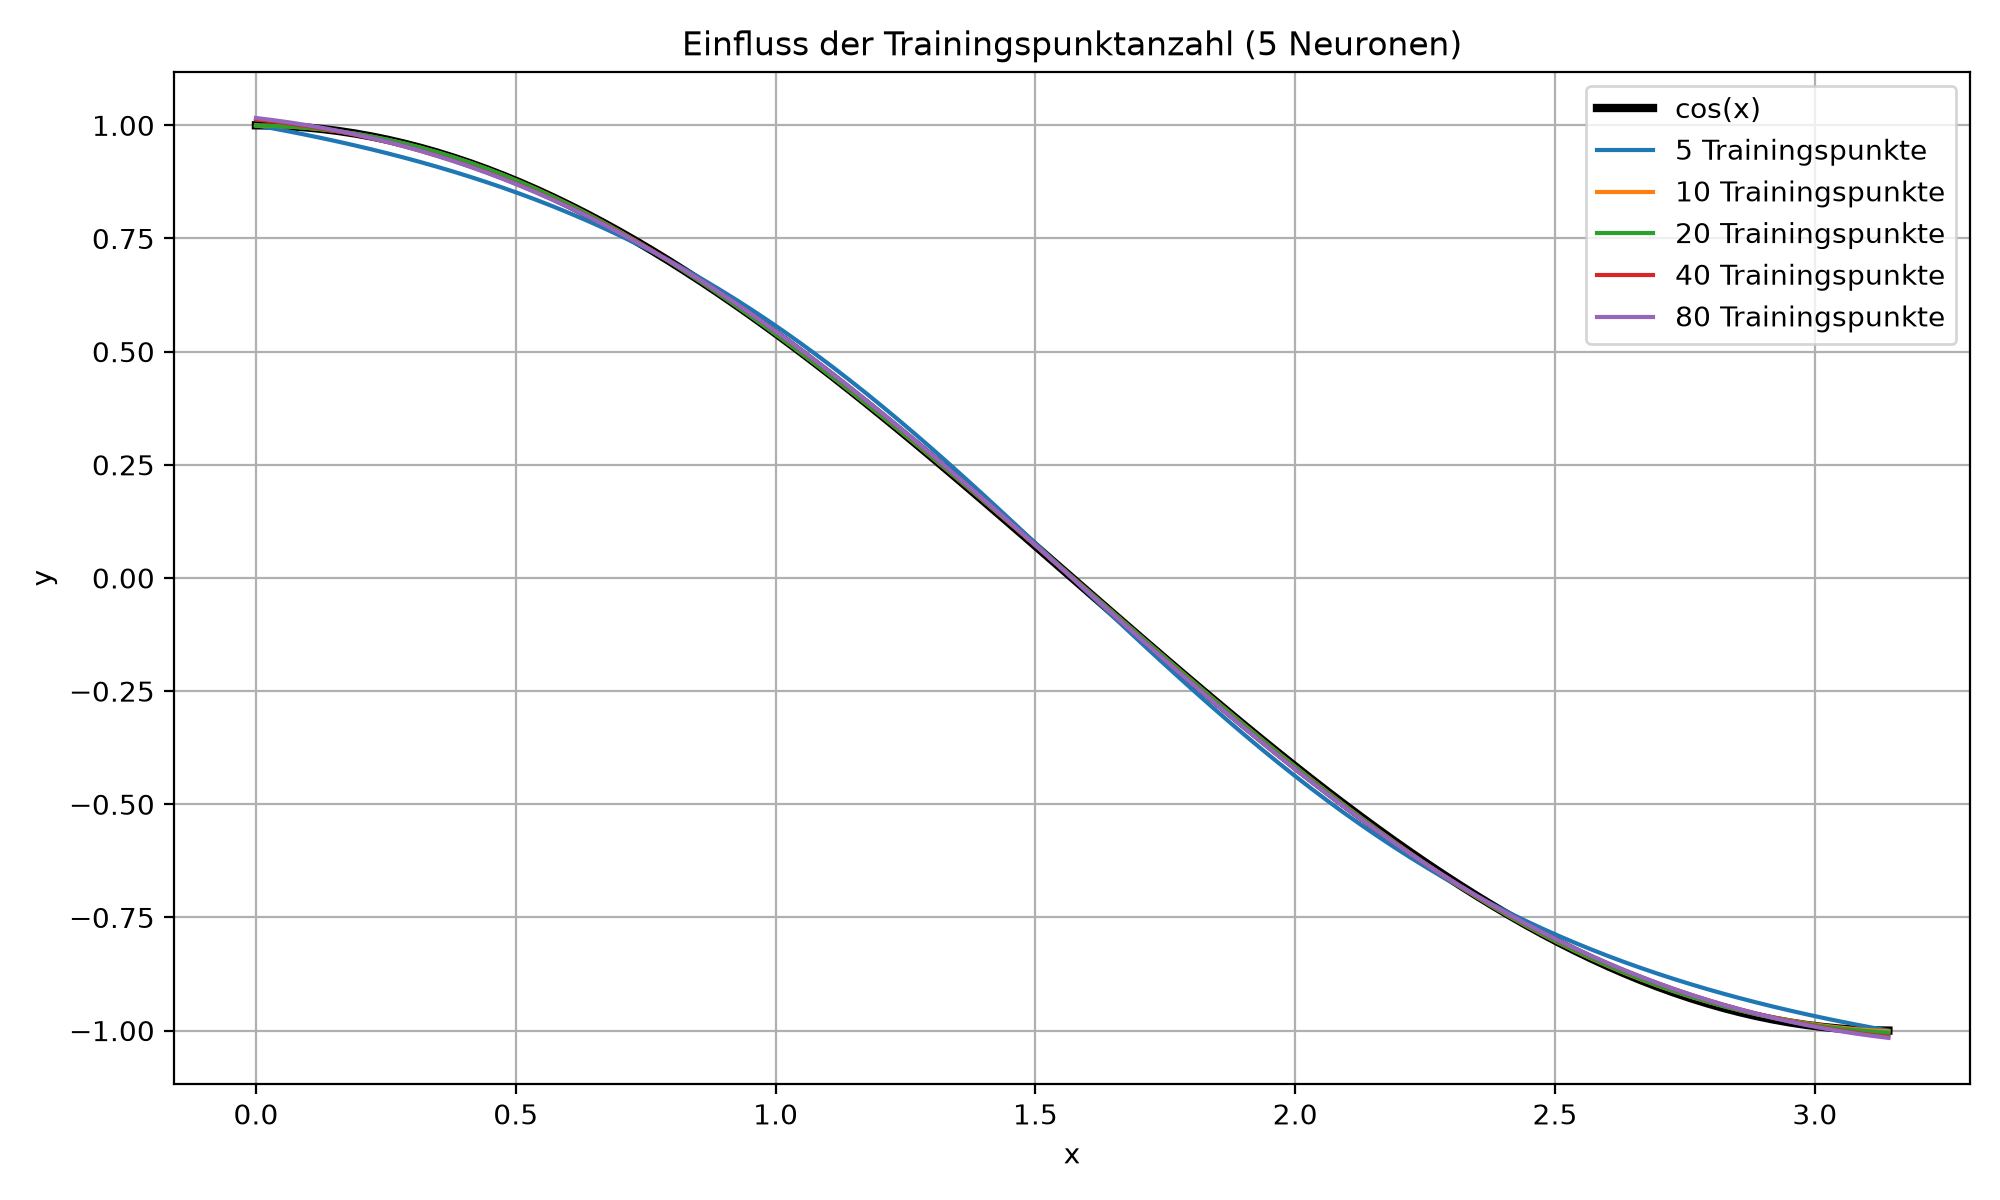 Einfluss der Trainingspunktanzahl (5 Neuronen)
cos(x)
5 Trainingspunkte
10 Trainingspunkte
20 Trainingspunkte
40 Trainingspunkte
80 Trainingspunkte
y
1.00
0.75
0.50
0.25
0.00
−0.25
−0.50
−0.75
−1.00
0.0 0.5 1.0 1.5 2.0 2.5 3.0
x